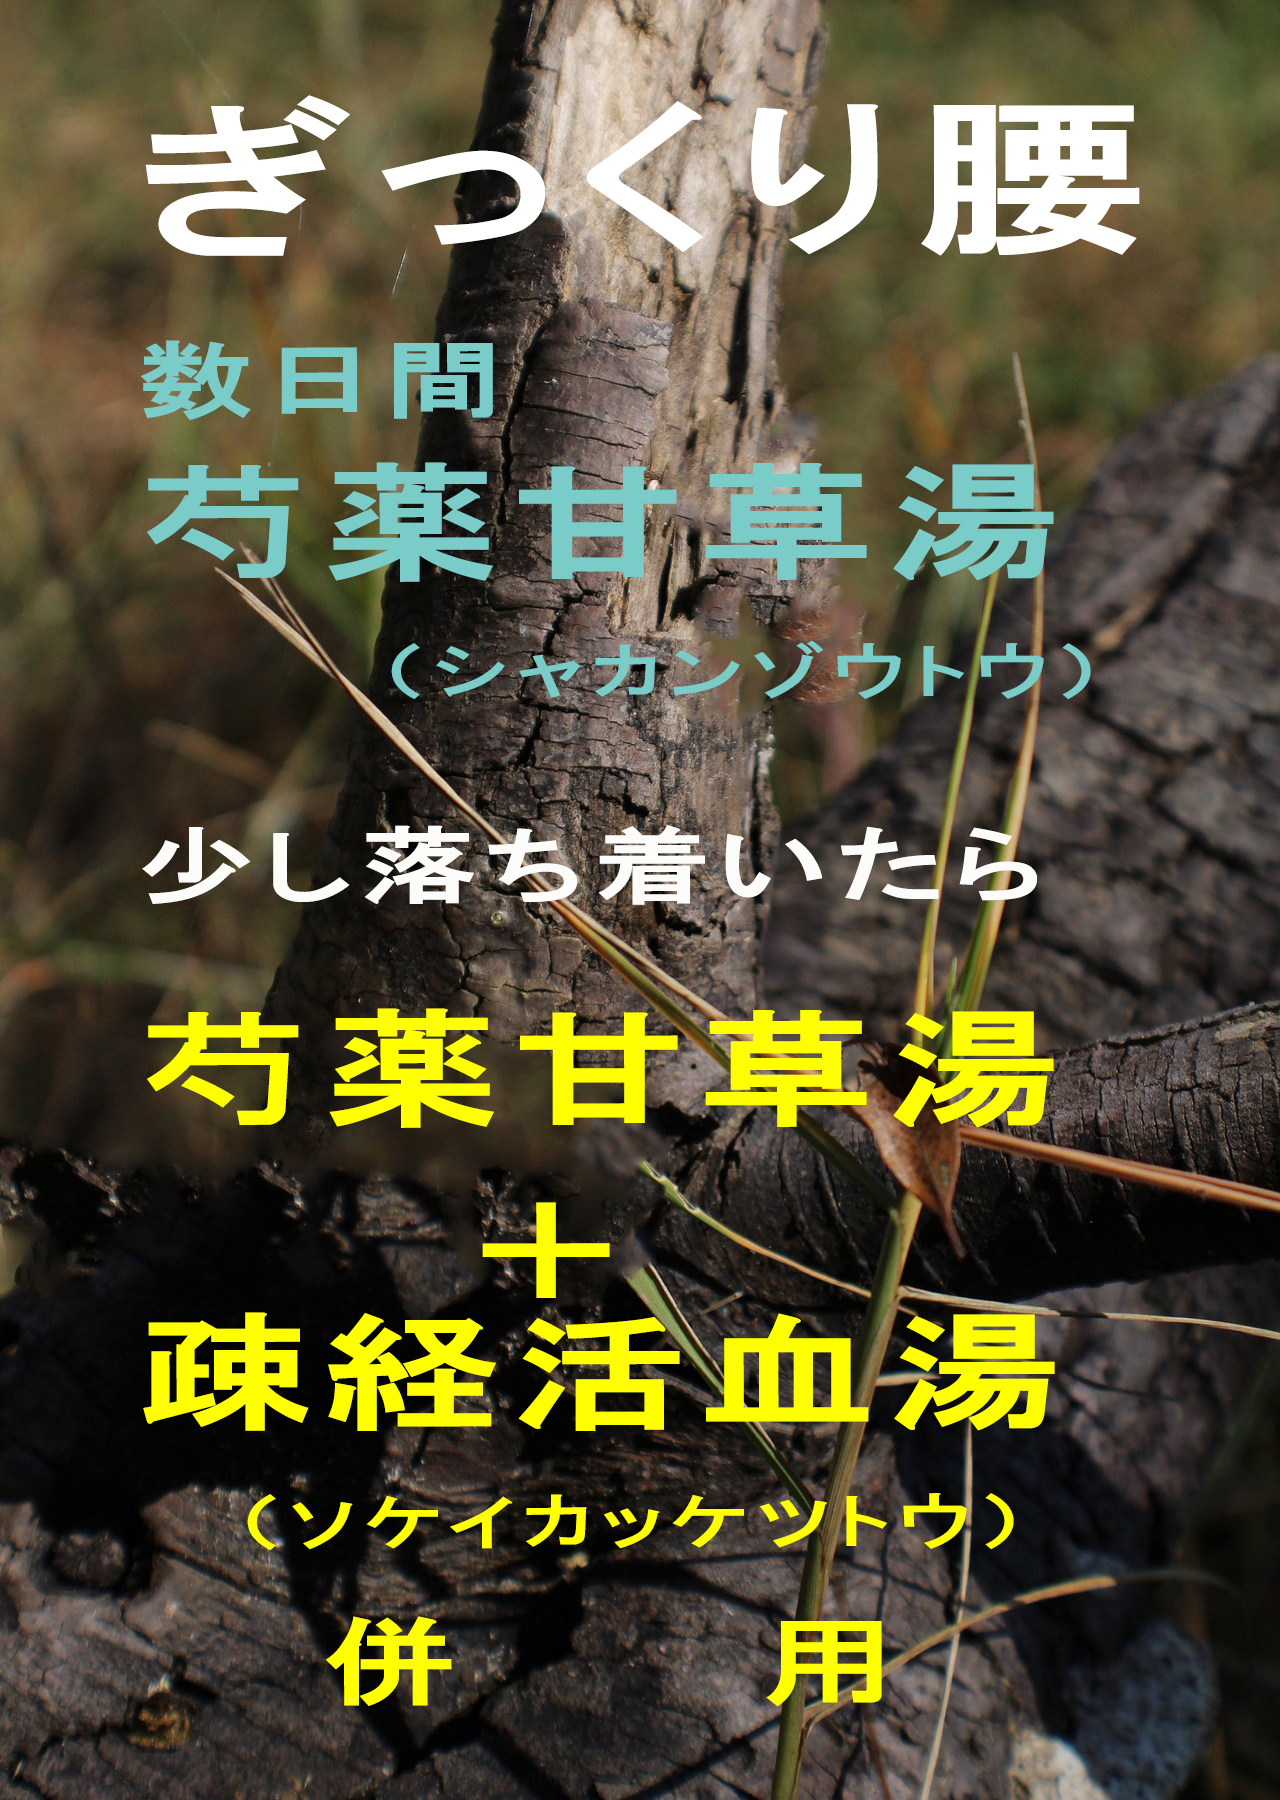 ぎっくり腰
数日間
芍薬甘草湯
（シャカンゾウトウ）
少し落ち着いたら
芍薬甘草湯
＋
疎経活血湯
（ソケイカッケツトウ）
併　用